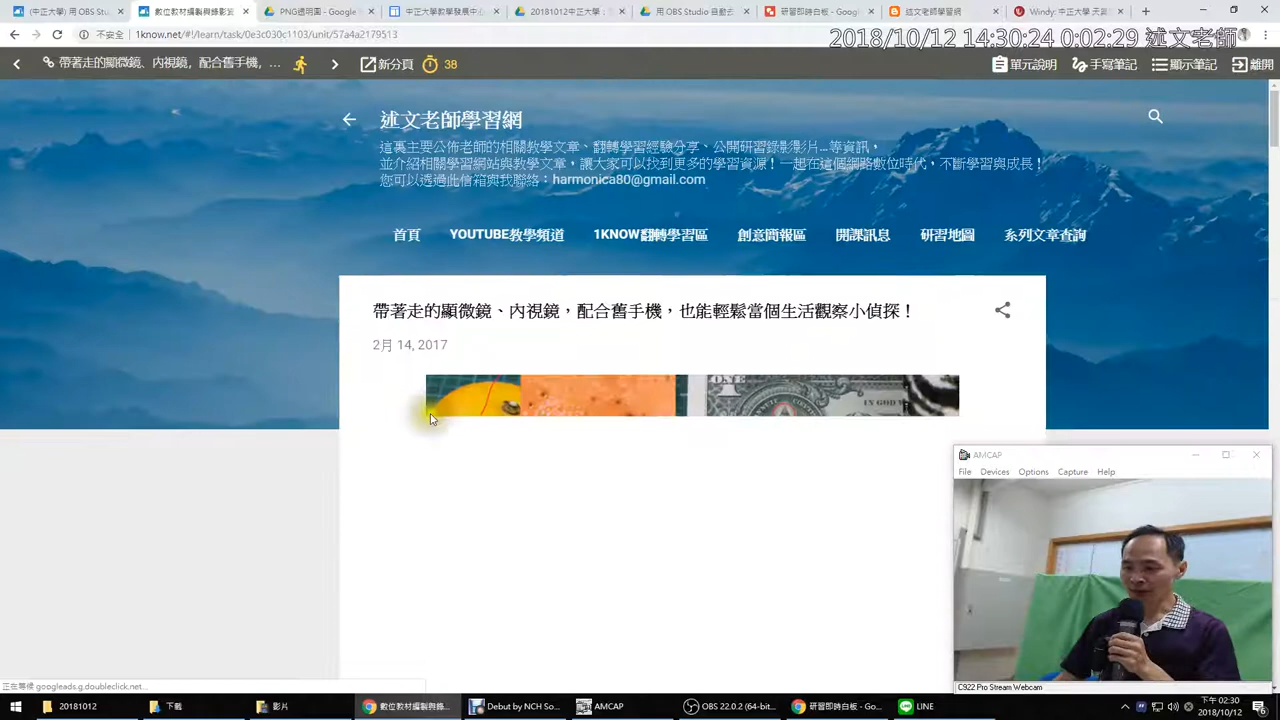 (中正大學) 用 OBS Stu
數位教材編製與錄影剪
PNG透明圖 - Google
中正大學教學發展中心
20181012中正大學：
用 OBS Studio 自動去
研習即時白板 - Goog
述文老師學習網
Windy: 中正大學 天氣
不安全 | 1know.net/#!/learn/task/0e3c030c1103/unit/57a4a2179513
2018/10/12 14:30:24 0:02:29 述文老師
帶著走的顯微鏡、內視鏡，配合舊手機，...
新分頁
38
單元說明
手寫筆記
顯示筆記
離開
述文老師學習網
這裏主要公佈老師的相關教學文章、翻轉學習經驗分享、公開研習錄影影片...等資訊，
並介紹相關學習網站與教學文章，讓大家可以找到更多的學習資源！一起在這個網路數位時代，不斷學習與成長！
您可以透過此信箱與我聯絡：harmonica80@gmail.com
首頁
YOUTUBE教學頻道
1KNOW翻轉學習區
創意簡報區
開課訊息
研習地圖
系列文章查詢
帶著走的顯微鏡、內視鏡，配合舊手機，也能輕鬆當個生活觀察小偵探！
2月 14, 2017
ONE
IN GOD
AMCAP
File Devices Options Capture Help
C922 Pro Stream Webcam
正在等候 googleads.g.doubleclick.net...
20181012
下載
影片
數位教材編製與錄...
Debut by NCH So...
AMCAP
OBS 22.0.2 (64-bit...
研習即時白板 - Go...
LINE
下午 02:30
2018/10/12